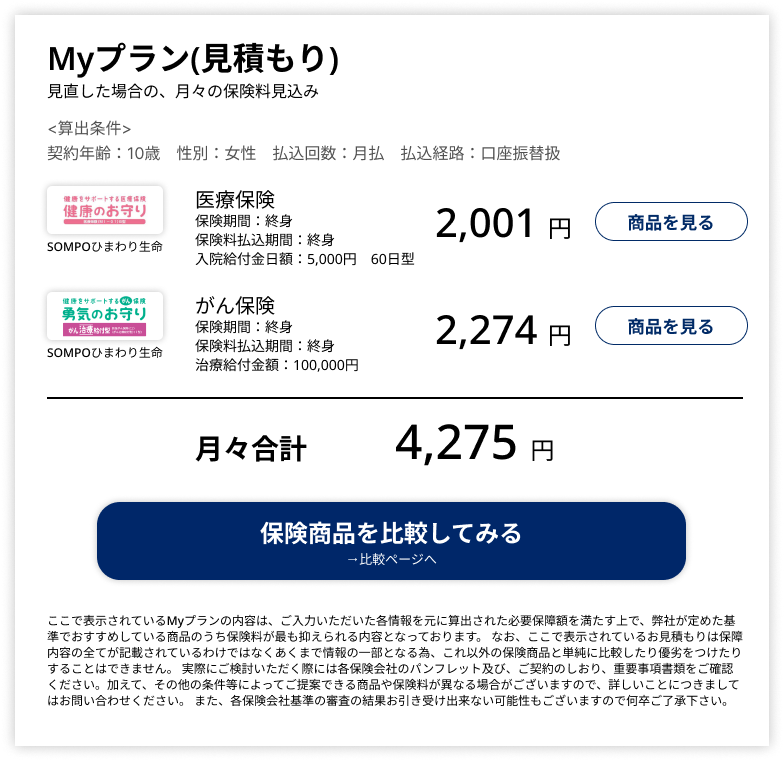 Myプラン(見積もり)
見直した場合の、月々の保険料見込み
<算出条件>
契約年齢：10歳　性別：女性　払込回数：月払　払込経路：口座振替扱
健康をサポートする医療保険
健康のお守り
SOMPOひまわり生命
医療保険
保険期間：終身
保険料払込期間：終身
入院給付金日額：5,000円　60日型
2,001 円
商品を見る
健康をサポートするがん保険
勇気のお守り
がん治療給付型
SOMPOひまわり生命
がん保険
保険期間：終身
保険料払込期間：終身
治療給付金額：100,000円
2,274 円
商品を見る
月々合計 4,275 円
保険商品を比較してみる
→比較ページへ
ここで表示されているMyプランの内容は、ご入力いただいた各情報を元に算出された必要保障額を満たす上で、弊社が定めた基
準でおすすめしている商品のうち保険料が最も抑えられる内容となっております。 なお、ここで表示されているお見積もりは保障
内容の全てが記載されているわけではなくあくまで情報の一部となる為、これ以外の保険商品と単純に比較したり優劣をつけたり
することはできません。 実際にご検討いただく際には各保険会社のパンフレット及び、ご契約のしおり、重要事項書類をご確認
ください。加えて、その他の条件等によってご提案できる商品や保険料が異なる場合がございますので、詳しいことにつきまして
はお問い合わせください。 また、各保険会社基準の審査の結果お引き受け出来ない可能性もございますので何卒ご了承下さい。